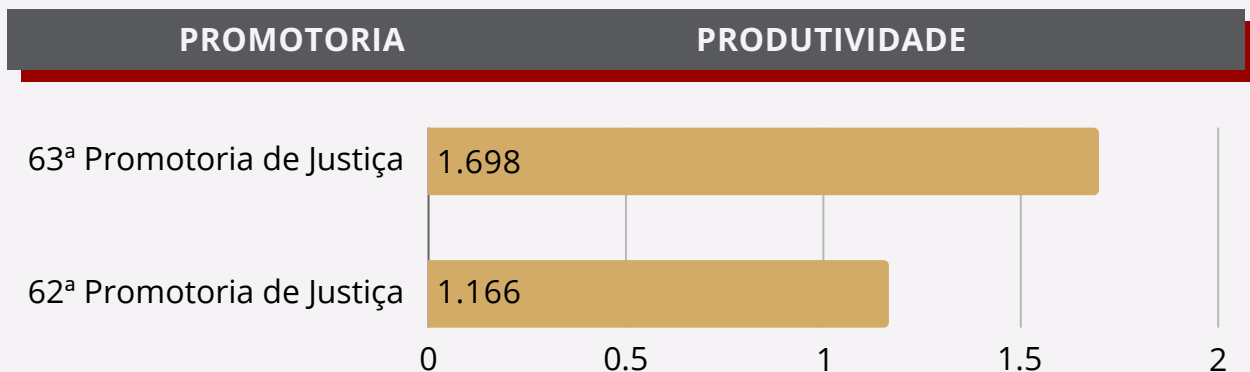 PROMOTORIA PRODUTIVIDADE
63ª Promotoria de Justiça 1.698
62ª Promotoria de Justiça 1.166
0 0.5 1 1.5 2